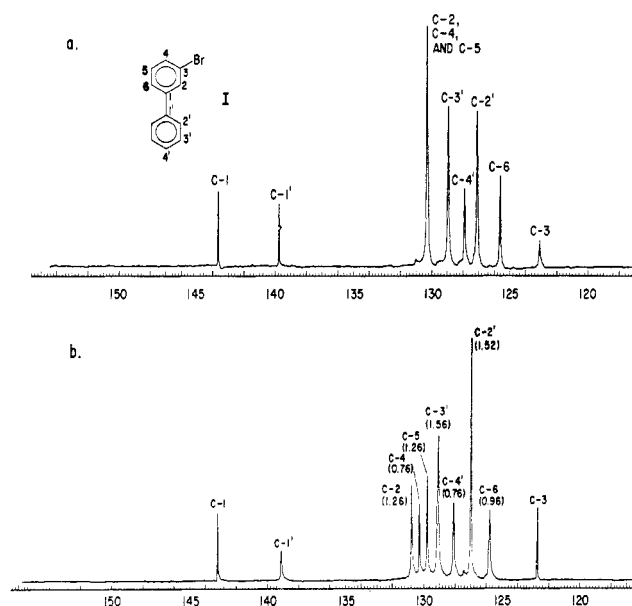 a.
C-2,
C-4,
AND C-5
4
Br
5
3
6
2
1
1'
2'
3'
4'
I
C-3'
C-2'
C-4'
C-6
C-1
C-1'
C-3
150 145 140 135 130 125 120
b.
C-2'
(1.52)
C-3'
(1.56)
C-5
(1.26)
C-4
(0.76)
C-2
(1.26)
C-4'
(0.76)
C-6
(0.96)
C-1
C-1'
C-3
150 145 140 135 130 125 120